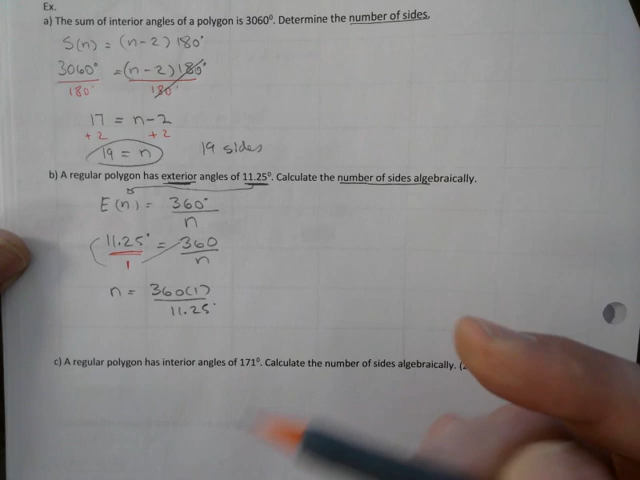 Ex.
a) The sum of interior angles of a polygon is 3060⁰. Determine the number of sides.
S(n) = (n-2) 180°
3060° = (n-2) 180°
180° 180°
17 = n-2
+2 +2
19 = n 19 sides
b) A regular polygon has exterior angles of 11.25⁰. Calculate the number of sides algebraically.
E(n) = 360°
n
11.25° = 360
1 n
n = 360(1)
11.25°
c) A regular polygon has interior angles of 171⁰. Calculate the number of sides algebraically.